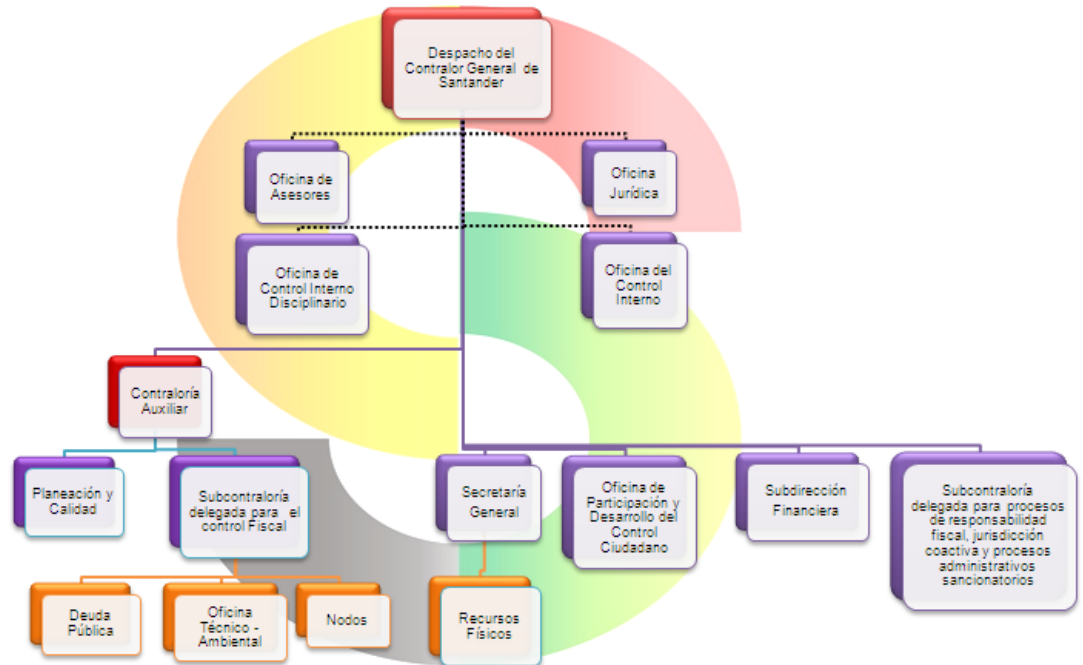 Despacho del
Contralor General de
Santander
Oficina de
Asesores
Oficina
Jurídica
Oficina de
Control Interno
Disciplinario
Oficina del
Control
Interno
Contraloría
Auxiliar
Planeación y
Calidad
Subcontraloría
delegada para el
control Fiscal
Secretaría
General
Oficina de
Participación y
Desarrollo del
Control
Ciudadano
Subdirección
Financiera
Subcontraloría
delegada para procesos
de responsabilidad
fiscal, jurisdicción
coactiva y procesos
administrativos
sancionatorios
Deuda
Pública
Oficina
Técnico -
Ambiental
Nodos
Recursos
Físicos